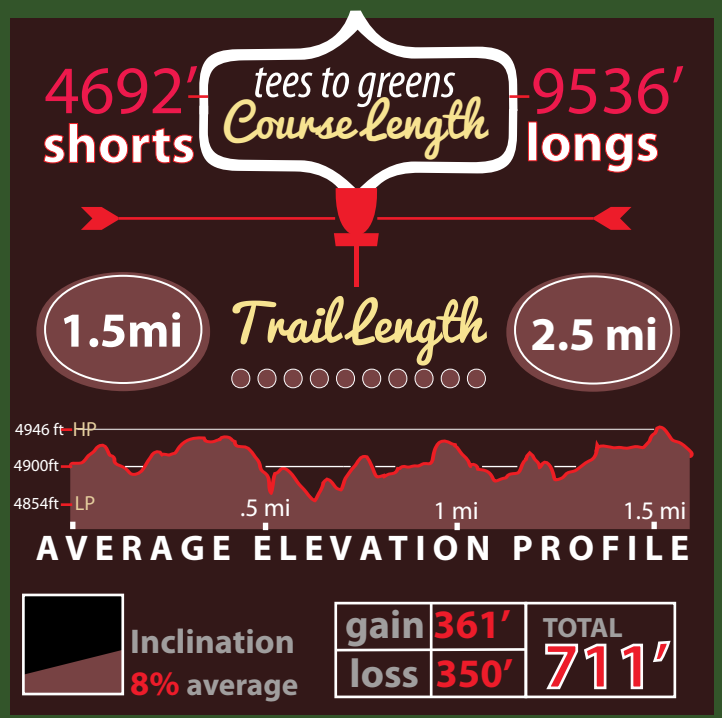 tees to greens
Course Length
4692’
shorts
9536’
longs
1.5mi
Trail Length
2.5 mi
4946 ft HP
4900ft
4854ft LP
.5 mi
1 mi
1.5 mi
AVERAGE ELEVATION PROFILE
Inclination
8% average
gain 361’
loss 350’
TOTAL
711’